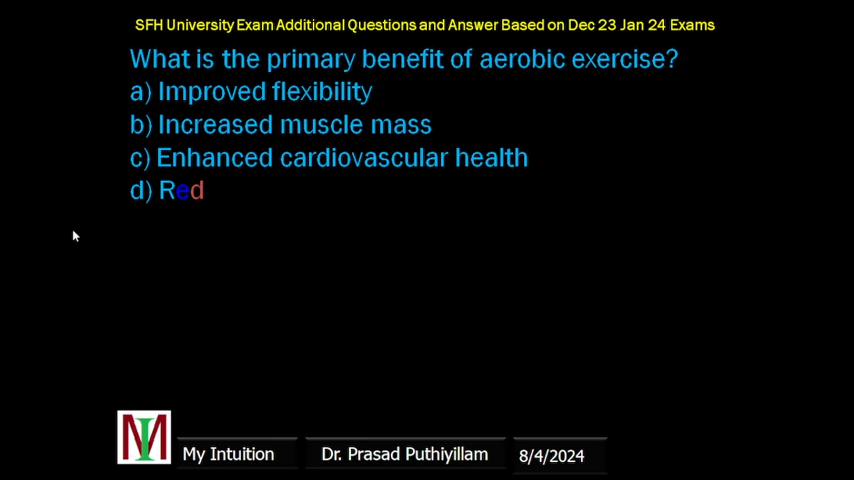 SFH University Exam Additional Questions and Answer Based on Dec 23 Jan 24 Exams
What is the primary benefit of aerobic exercise?
a) Improved flexibility
b) Increased muscle mass
c) Enhanced cardiovascular health
d) Red
MI
My Intuition
Dr. Prasad Puthiyillam
8/4/2024